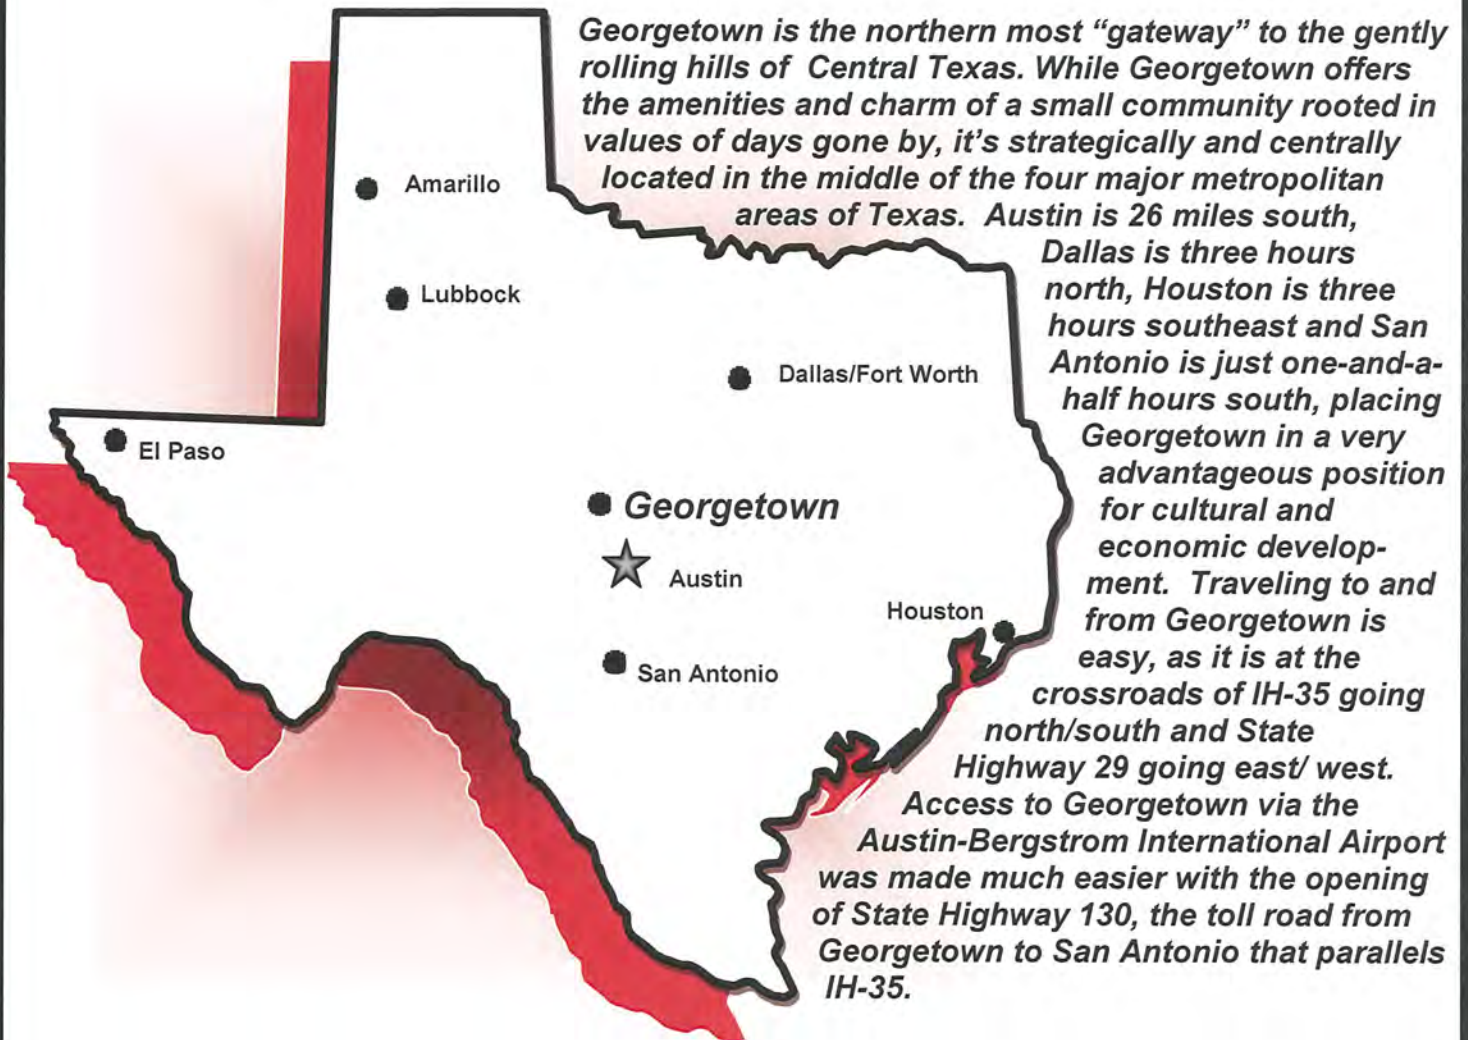 Georgetown is the northern most “gateway” to the gently
rolling hills of Central Texas. While Georgetown offers
the amenities and charm of a small community rooted in
values of days gone by, it’s strategically and centrally
located in the middle of the four major metropolitan
areas of Texas. Austin is 26 miles south,
Dallas is three hours
north, Houston is three
hours southeast and San
Antonio is just one-and-a-
half hours south, placing
Georgetown in a very
advantageous position
for cultural and
economic develop-
ment. Traveling to and
from Georgetown is
easy, as it is at the
crossroads of IH-35 going
north/south and State
Highway 29 going east/ west.
Access to Georgetown via the
Austin-Bergstrom International Airport
was made much easier with the opening
of State Highway 130, the toll road from
Georgetown to San Antonio that parallels
IH-35.
Amarillo
Lubbock
Dallas/Fort Worth
El Paso
Georgetown
Austin
Houston
San Antonio